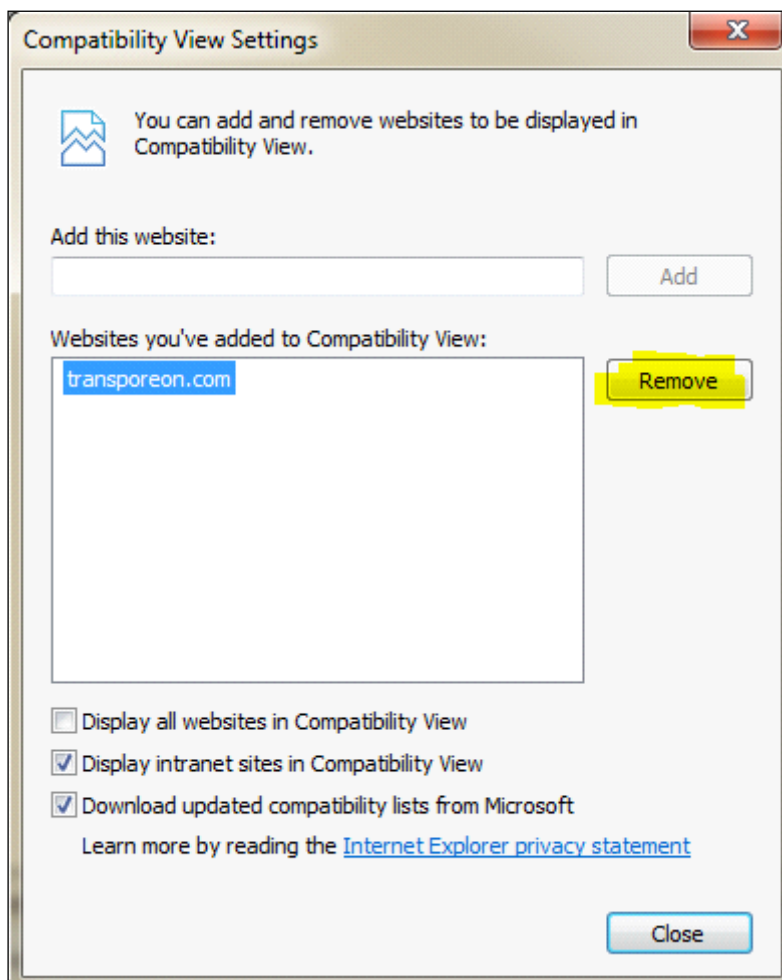 Compatibility View Settings
X
You can add and remove websites to be displayed in
Compatibility View.
Add this website:
Add
Websites you've added to Compatibility View:
transporeon.com
Remove
Display all websites in Compatibility View
Display intranet sites in Compatibility View
Download updated compatibility lists from Microsoft
Learn more by reading the Internet Explorer privacy statement
Close